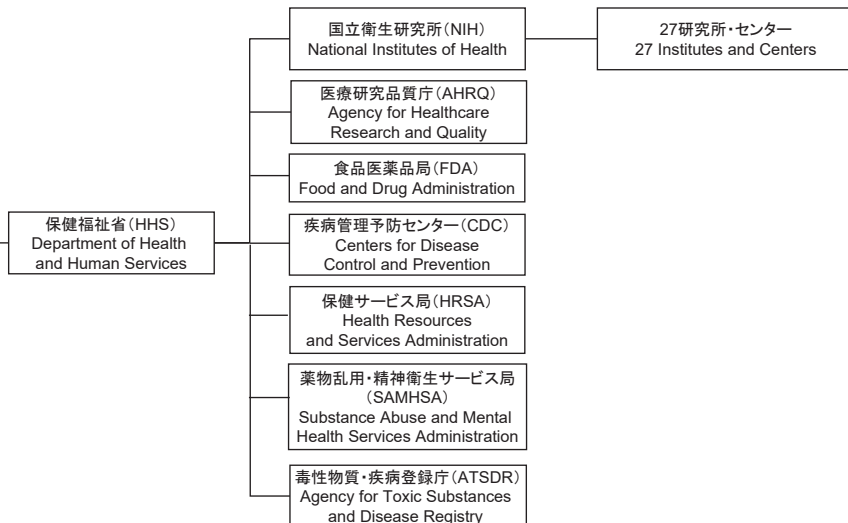 国立衛生研究所(NIH)
National Institutes of Health
27研究所・センター
27 Institutes and Centers
医療研究品質庁(AHRQ)
Agency for Healthcare
Research and Quality
食品医薬品局(FDA)
Food and Drug Administration
保健福祉省(HHS)
Department of Health
and Human Services
疾病管理予防センター(CDC)
Centers for Disease
Control and Prevention
保健サービス局(HRSA)
Health Resources
and Services Administration
薬物乱用・精神衛生サービス局
(SAMHSA)
Substance Abuse and Mental
Health Services Administration
毒性物質・疾病登録庁(ATSDR)
Agency for Toxic Substances
and Disease Registry